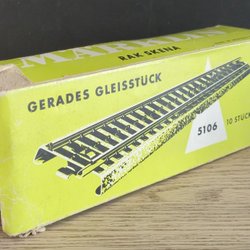 MÄRKLIN
RAK SKENA
GERADES GLEISSTÜCK
5106
10 STÜCK